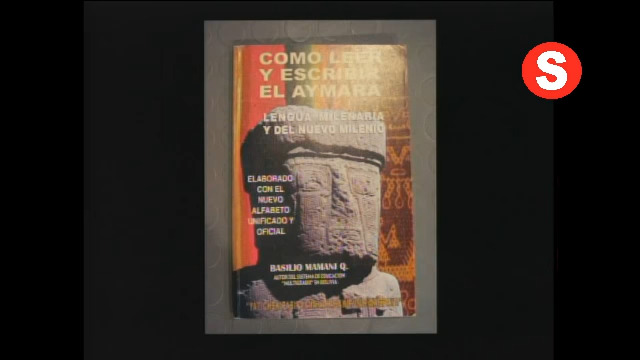 COMO LEER
Y ESCRIBIR
EL AYMARA
LENGUA MILENARIA
Y DEL NUEVO MILENIO
ELABORADO
CON EL
NUEVO
ALFABETO
UNIFICADO Y
OFICIAL
BASILIO MAMANI Q.
AUTOR DEL SISTEMA DE EDUCACION
"MULTIGRADO" EN BOLIVIA
S